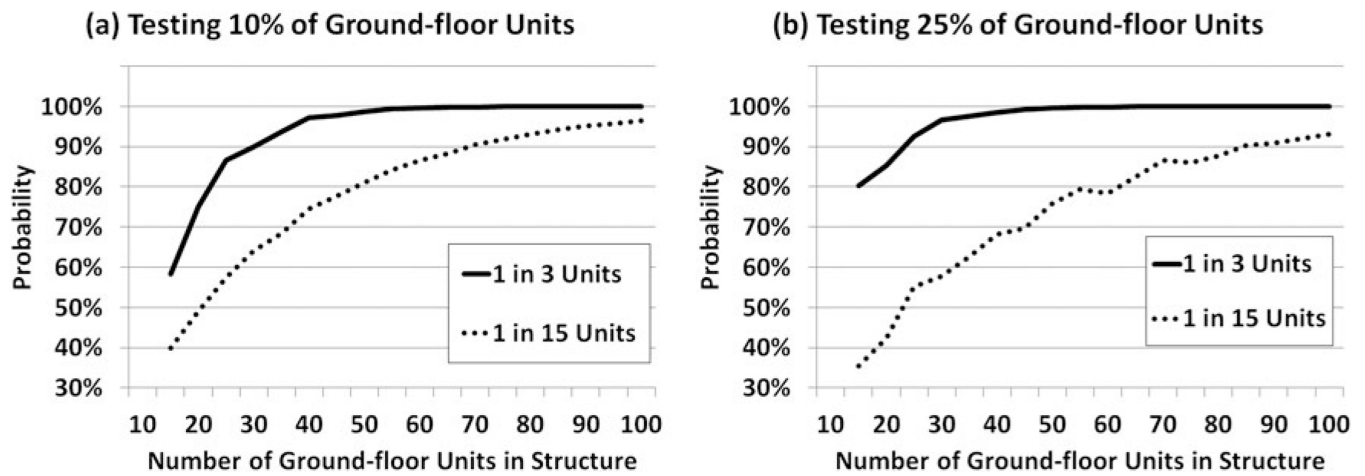 (a) Testing 10% of Ground-floor Units
100%
90%
80%
70%
60%
50%
40%
30%
Probability
1 in 3 Units
1 in 15 Units
10 20 30 40 50 60 70 80 90 100
Number of Ground-floor Units in Structure
(b) Testing 25% of Ground-floor Units
100%
90%
80%
70%
60%
50%
40%
30%
Probability
1 in 3 Units
1 in 15 Units
10 20 30 40 50 60 70 80 90 100
Number of Ground-floor Units in Structure